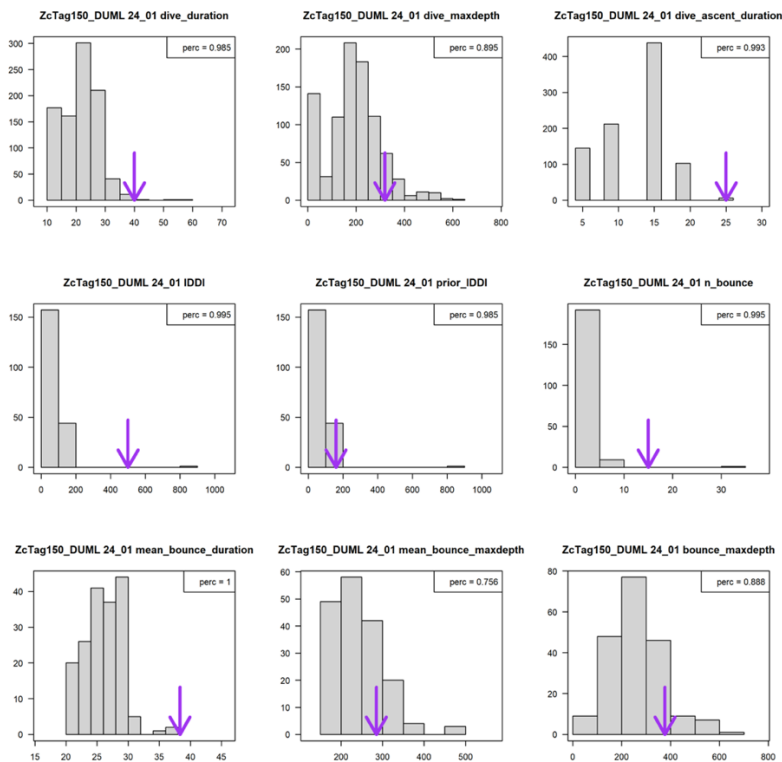 ZcTag150_DUML 24_01 dive_duration
perc = 0.985
300
250
200
150
100
50
0
10 20 30 40 50 60 70
ZcTag150_DUML 24_01 dive_maxdepth
perc = 0.895
200
150
100
50
0
0 200 400 600 800
ZcTag150_DUML 24_01 dive_ascent_duration
perc = 0.993
400
300
200
100
0
5 10 15 20 25 30
ZcTag150_DUML 24_01 IDDI
perc = 0.995
150
100
50
0
0 200 400 600 800 1000
ZcTag150_DUML 24_01 prior_IDDI
perc = 0.985
150
100
50
0
0 200 400 600 800 1000
ZcTag150_DUML 24_01 n_bounce
perc = 0.995
150
100
50
0
0 10 20 30
ZcTag150_DUML 24_01 mean_bounce_duration
perc = 1
40
30
20
10
0
15 20 25 30 35 40 45
ZcTag150_DUML 24_01 mean_bounce_maxdepth
perc = 0.756
60
50
40
30
20
10
0
200 300 400 500
ZcTag150_DUML 24_01 bounce_maxdepth
perc = 0.888
80
60
40
20
0
0 200 400 600 800